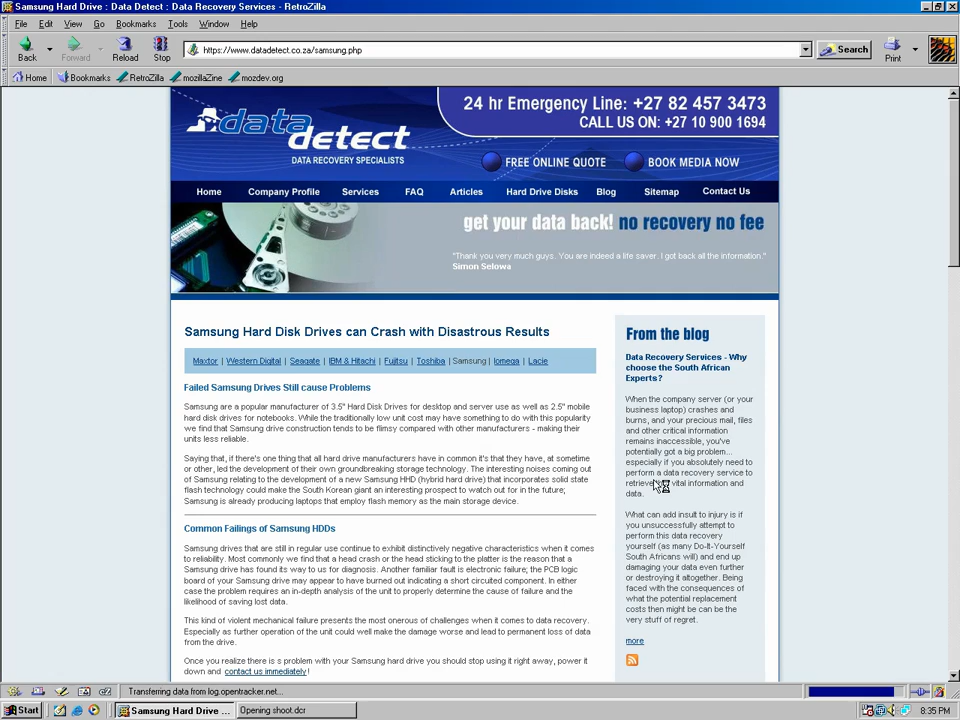 Samsung Hard Drive : Data Detect : Data Recovery Services - RetroZilla
File Edit View Go Bookmarks Tools Window Help
Back Forward Reload Stop https://www.datadetect.co.za/samsung.php Search Print
Home Bookmarks RetroZilla mozillaZine mozdev.org
data detect
DATA RECOVERY SPECIALISTS
24 hr Emergency Line: +27 82 457 3473
CALL US ON: +27 10 900 1694
FREE ONLINE QUOTE BOOK MEDIA NOW
Home Company Profile Services FAQ Articles Hard Drive Disks Blog Sitemap Contact Us
get your data back! no recovery no fee
"Thank you very much guys. You are indeed a life saver. I got back all the information."
Simon Selowa
Samsung Hard Disk Drives can Crash with Disastrous Results
Maxtor | Western Digital | Seagate | IBM & Hitachi | Fujitsu | Toshiba | Samsung | Iomega | Lacie
Failed Samsung Drives Still cause Problems
Samsung are a popular manufacturer of 3.5" Hard Disk Drives for desktop and server use as well as 2.5" mobile
hard disk drives for notebooks. While the traditionally low unit cost may have something to do with this popularity
we find that Samsung drive construction tends to be flimsy compared with other manufacturers - making their
units less reliable.
Saying that, if there's one thing that all hard drive manufacturers have in common it's that they have, at sometime
or other, led the development of their own groundbreaking storage technology. The interesting noises coming out
of Samsung relating to the development of a new Samsung HHD (hybrid hard drive) that incorporates solid state
flash technology could make the South Korean giant an interesting prospect to watch out for in the future;
Samsung is already producing laptops that employ flash memory as the main storage device.
Common Failings of Samsung HDDs
Samsung drives that are still in regular use continue to exhibit distinctively negative characteristics when it comes
to reliability. Most commonly we find that a head crash or the head sticking to the platter is the reason that a
Samsung has found its way to us for diagnosis. Another familiar fault is electronic failure; the PCB logic
board of your Samsung drive may appear to have burned out indicating a short circuited component. In either
case the problem requires an in-depth analysis of the unit to properly determine the cause of failure and the
likelihood of saving lost data.
This kind of violent mechanical failure presents the most onerous of challenges when it comes to data recovery.
Especially as further operation of the unit could well make the damage worse and lead to permanent loss of data
from the drive.
Once you realize there is s problem with your Samsung hard drive you should stop using it right away, power it
down and contact us immediately!
From the blog
Data Recovery Services - Why
choose the South African
Experts?
When the company server (or your
business laptop) crashes and
burns, and your precious mail, files
and other critical information
remains inaccessible, you've
potentially got a big problem...
especially if you absolutely need to
perform a data recovery service to
retrieve vital information and
data.
What can add insult to injury is if
you unsuccessfully attempt to
perform this data recovery
yourself (as many Do-It-Yourself
South Africans will) and end up
damaging your data even further
or destroying it altogether. Being
faced with the consequences of
what the potential replacement
costs then might be can be the
very stuff of regret.
more
Transferring data from log.opentracker.net...
Start Samsung Hard Drive ... Opening shoot.dcr 8:35 PM